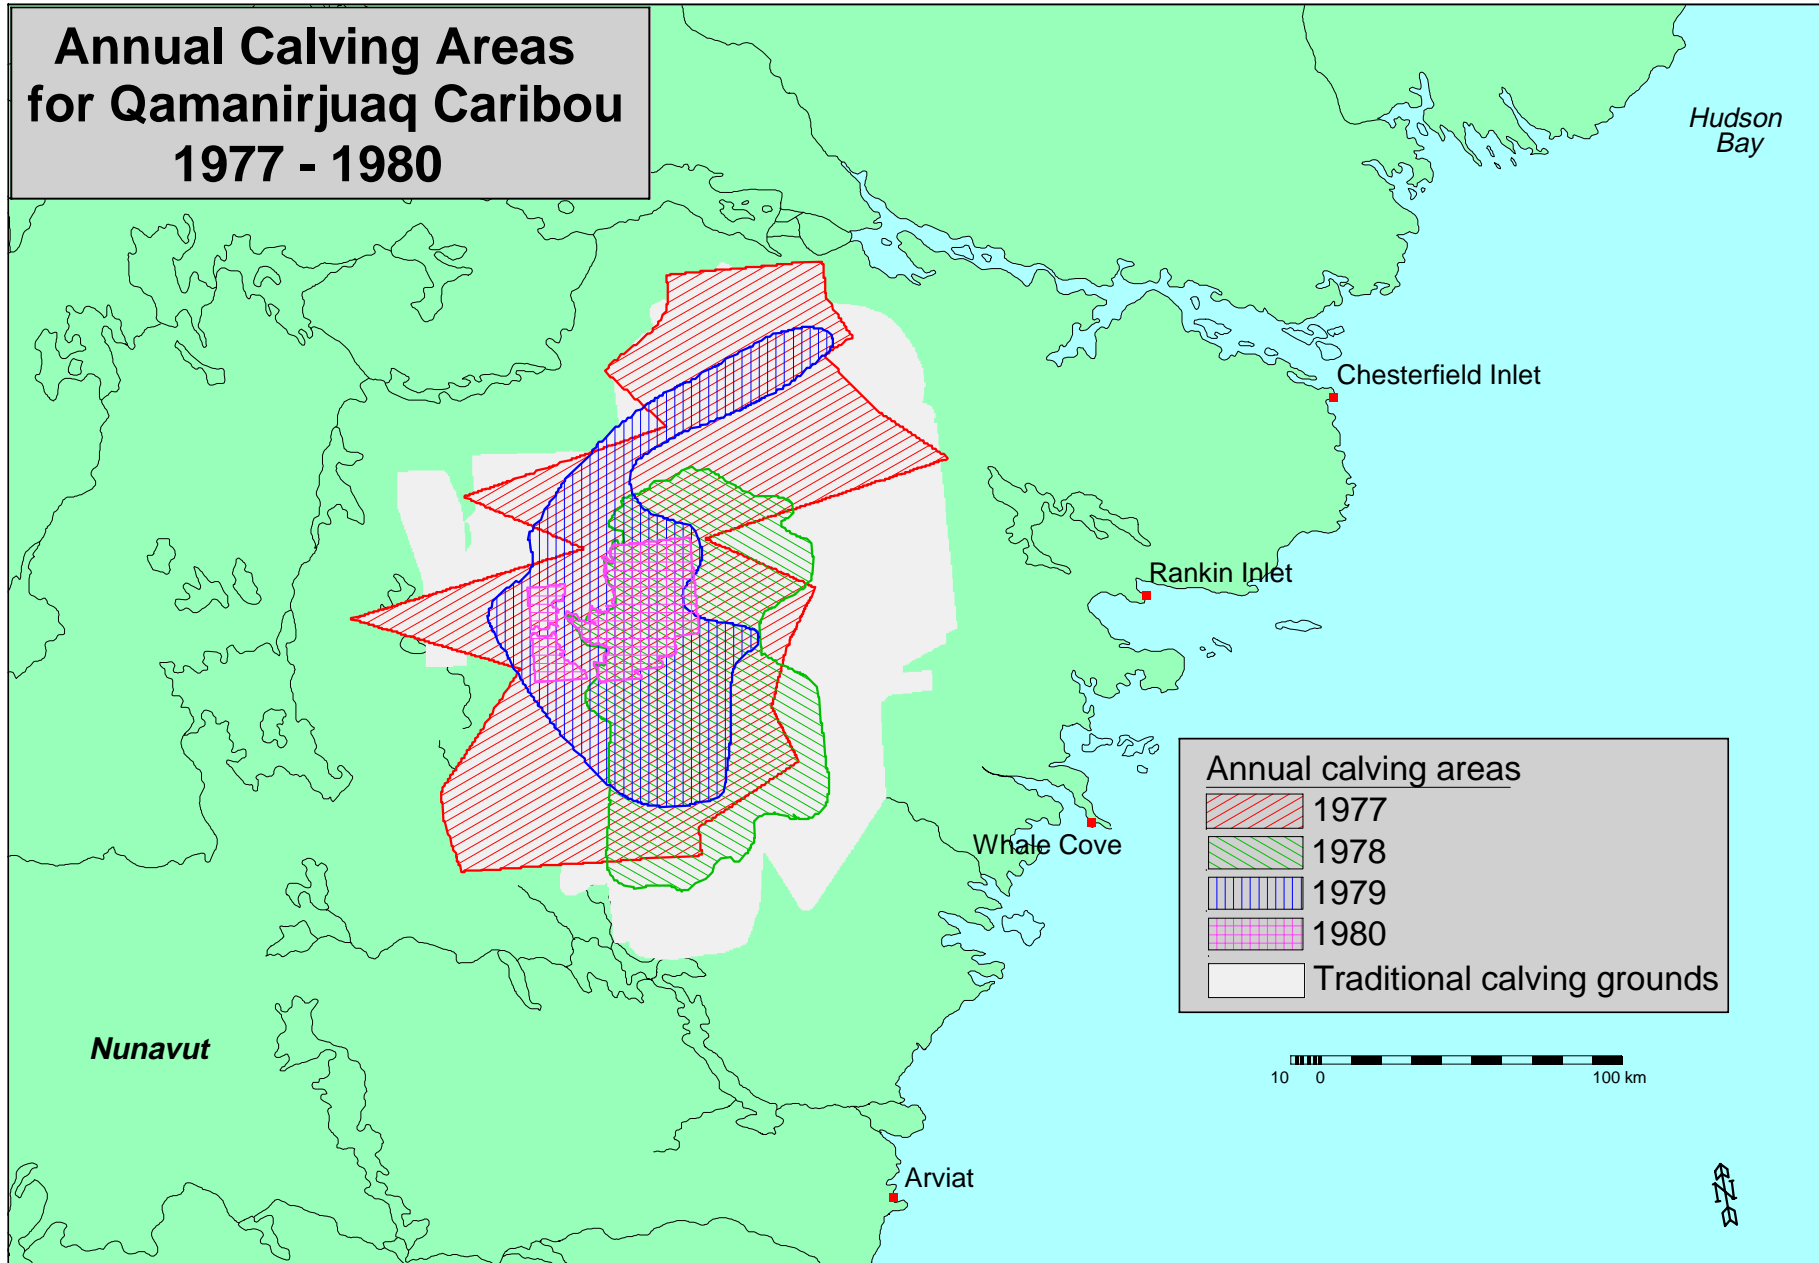 Annual Calving Areas
for Qamanirjuaq Caribou
1977 - 1980
Hudson
Bay
Chesterfield Inlet
Rankin Inlet
Whale Cove
Annual calving areas
1977
1978
1979
1980
Traditional calving grounds
Nunavut
10 0 100 km
Arviat
N